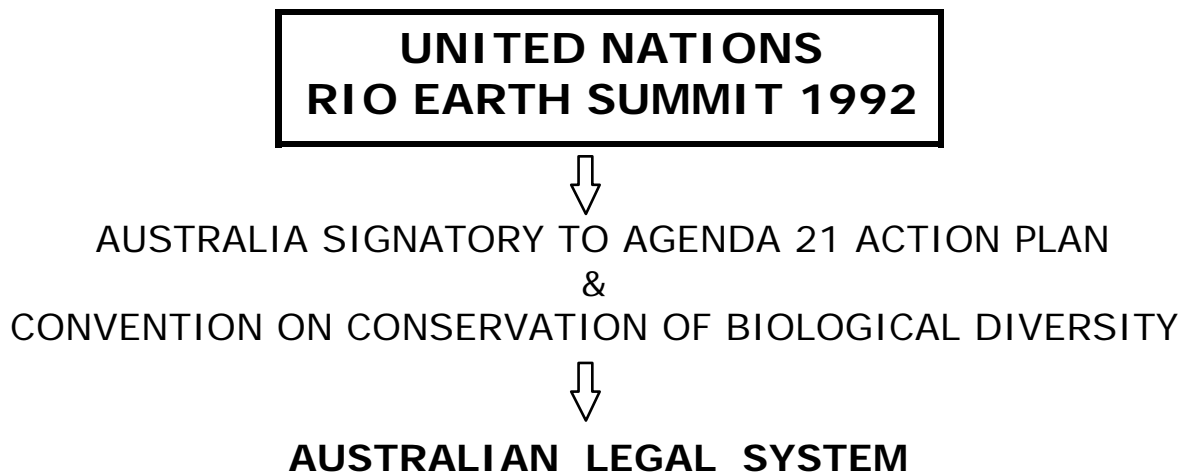 UNITED NATIONS
RIO EARTH SUMMIT 1992
AUSTRALIA SIGNATORY TO AGENDA 21 ACTION PLAN
&
CONVENTION ON CONSERVATION OF BIOLOGICAL DIVERSITY
AUSTRALIAN LEGAL SYSTEM